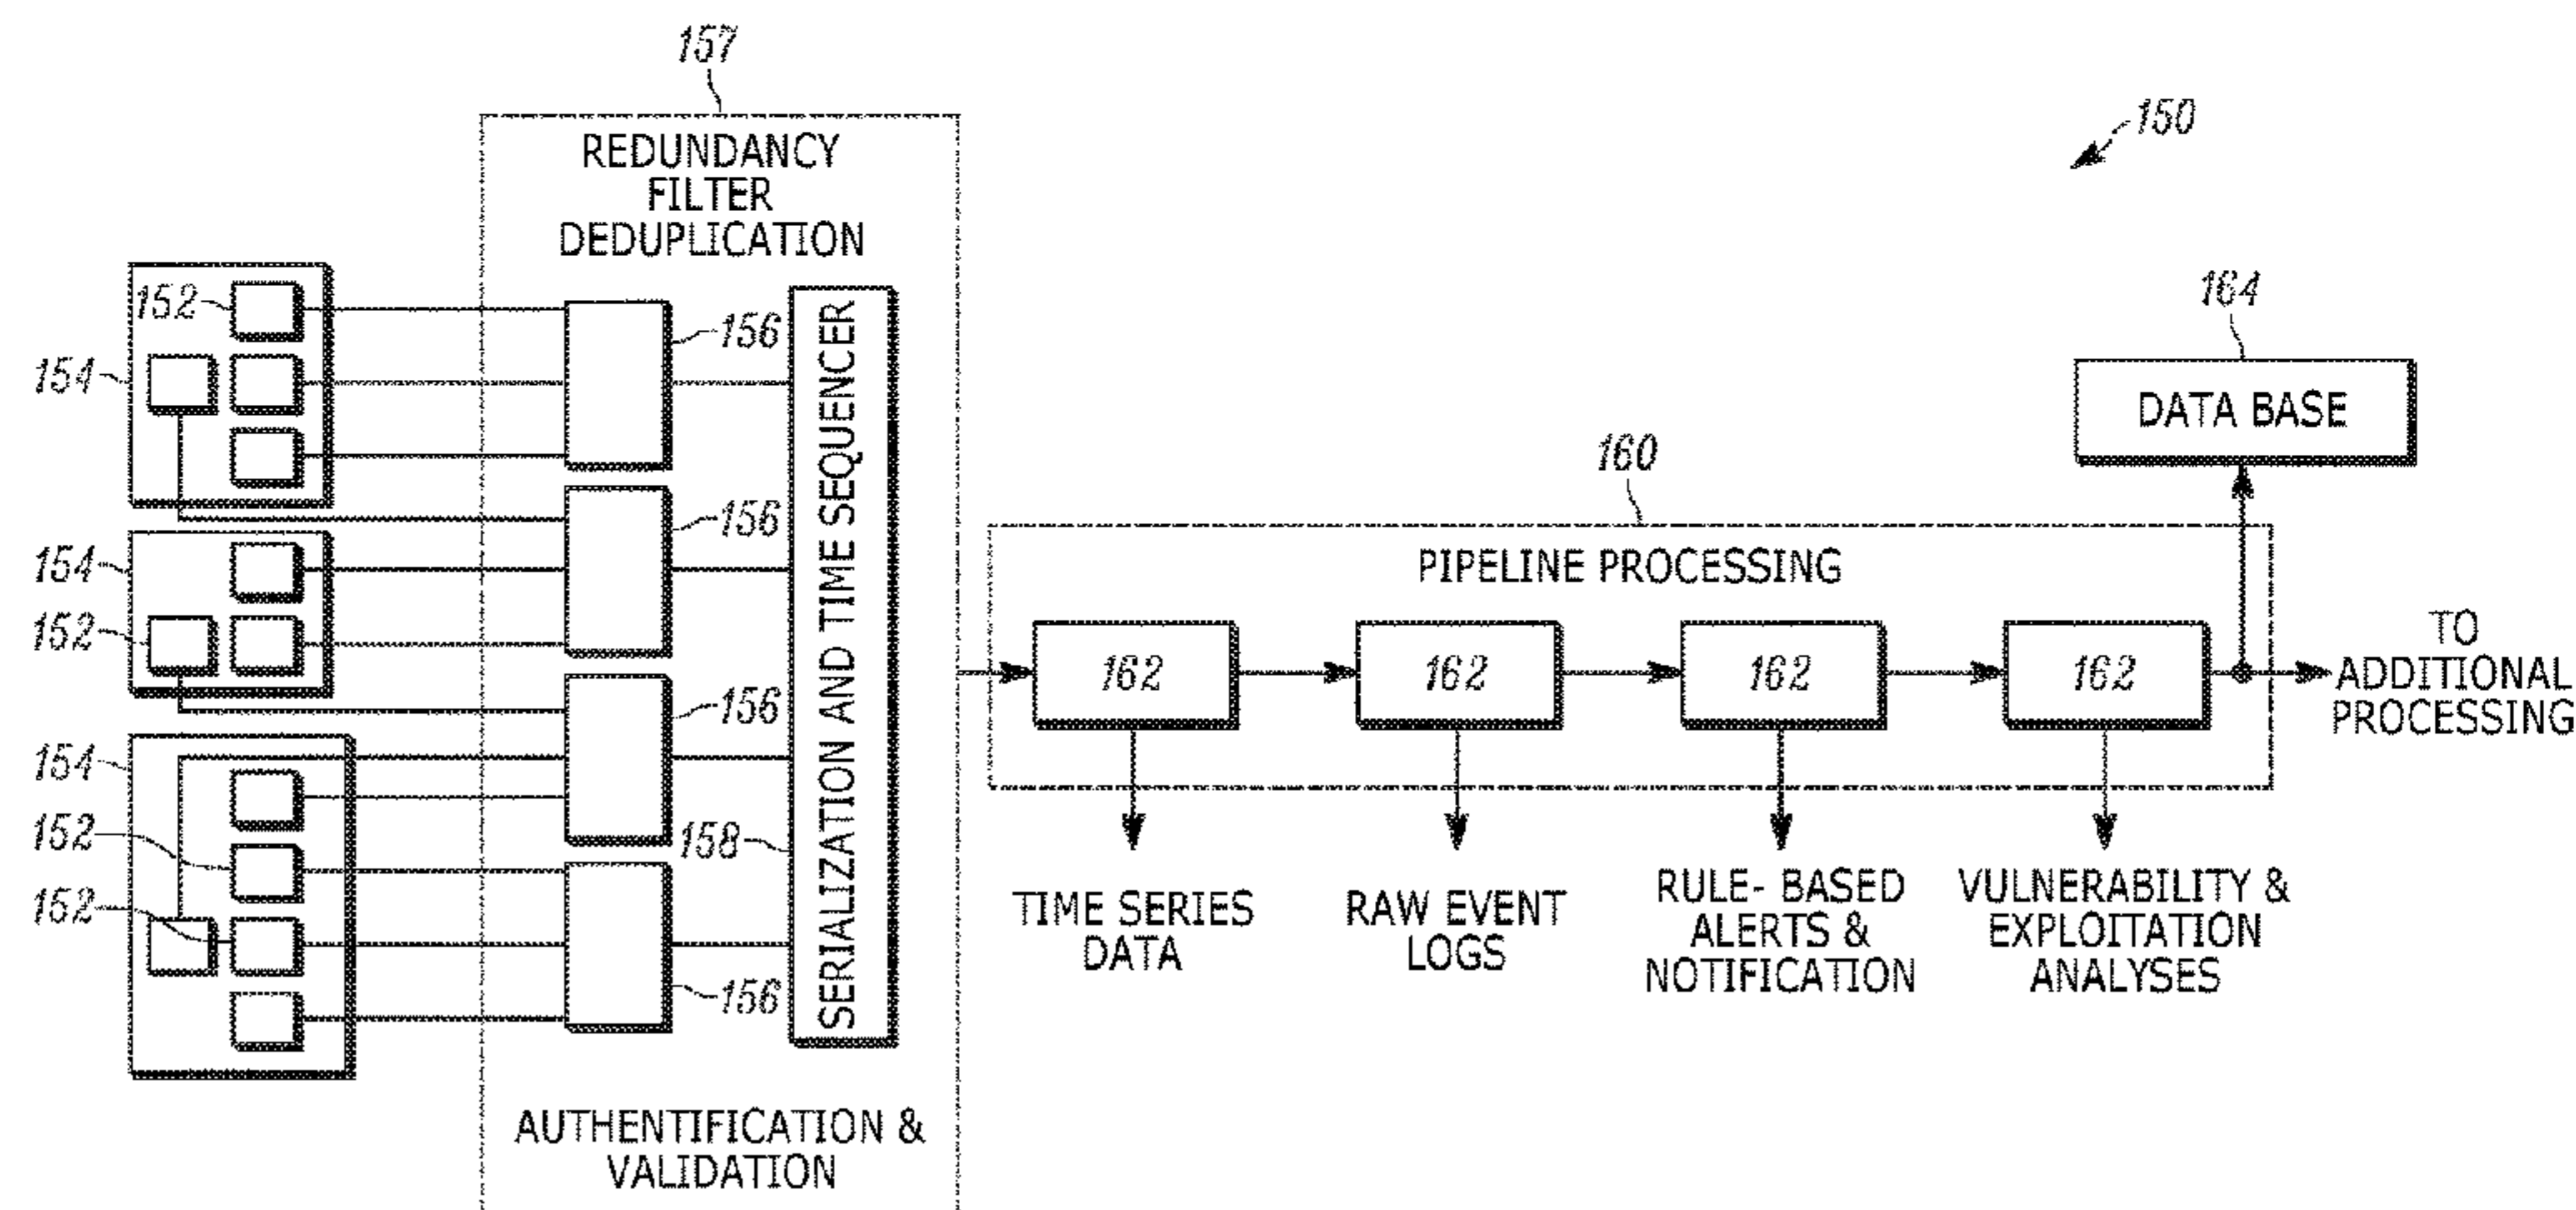 157
REDUNDANCY
FILTER
DEDUPLICATION
150
152
154
156
164
DATA BASE
156
154
152
160
PIPELINE PROCESSING
162
162
162
162
TO
ADDITIONAL
PROCESSING
156
154
152
152
158
SERIALIZATION AND TIME SEQUENCER
156
TIME SERIES
DATA
RAW EVENT
LOGS
RULE- BASED
ALERTS &
NOTIFICATION
VULNERABILITY &
EXPLOITATION
ANALYSES
AUTHENTIFICATION &
VALIDATION